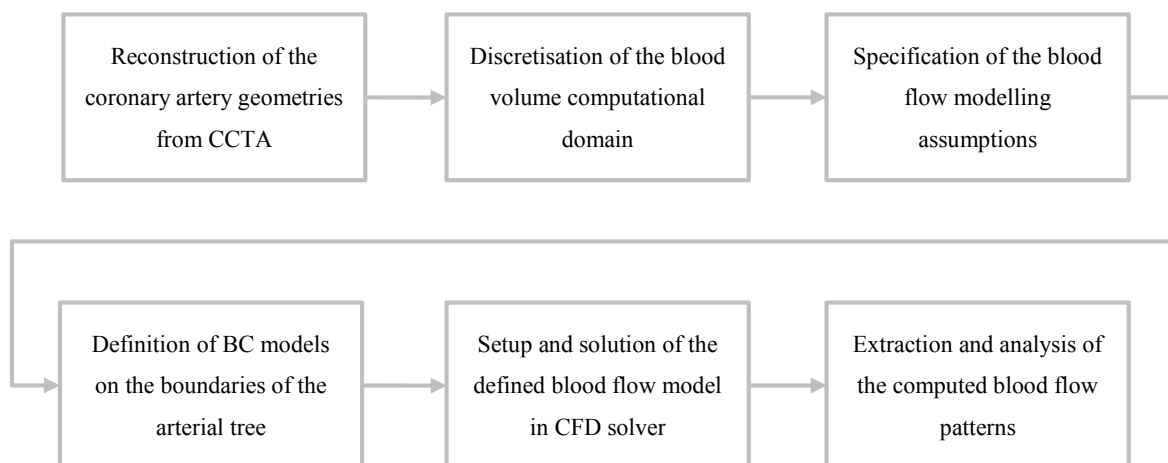 Reconstruction of the
coronary artery geometries
from CCTA
Discretisation of the blood
volume computational
domain
Specification of the blood
flow modelling
assumptions
Definition of BC models
on the boundaries of the
arterial tree
Setup and solution of the
defined blood flow model
in CFD solver
Extraction and analysis of
the computed blood flow
patterns